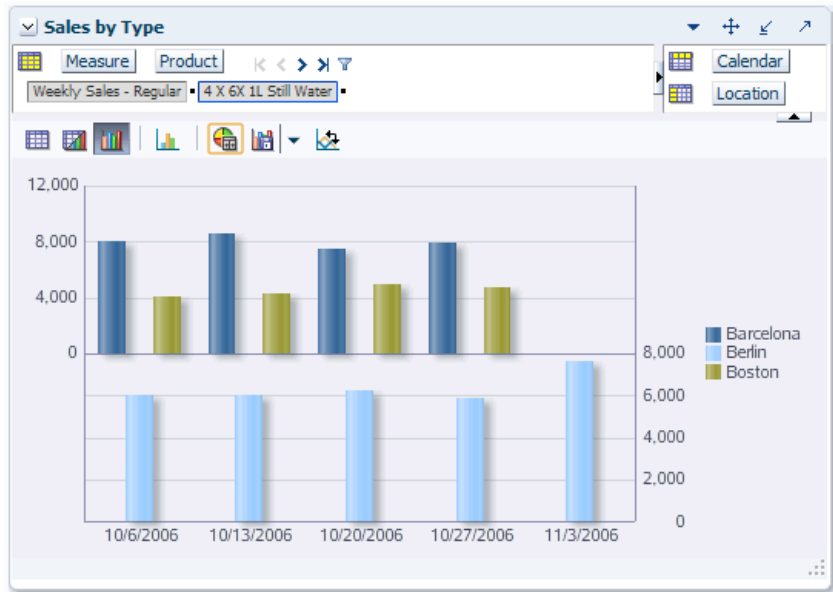 Sales by Type
Measure Product
Calendar
Weekly Sales - Regular 4 X 6X 1L Still Water
Location
12,000
8,000
4,000
0
8,000
6,000
4,000
2,000
0
Barcelona
Berlin
Boston
10/6/2006 10/13/2006 10/20/2006 10/27/2006 11/3/2006